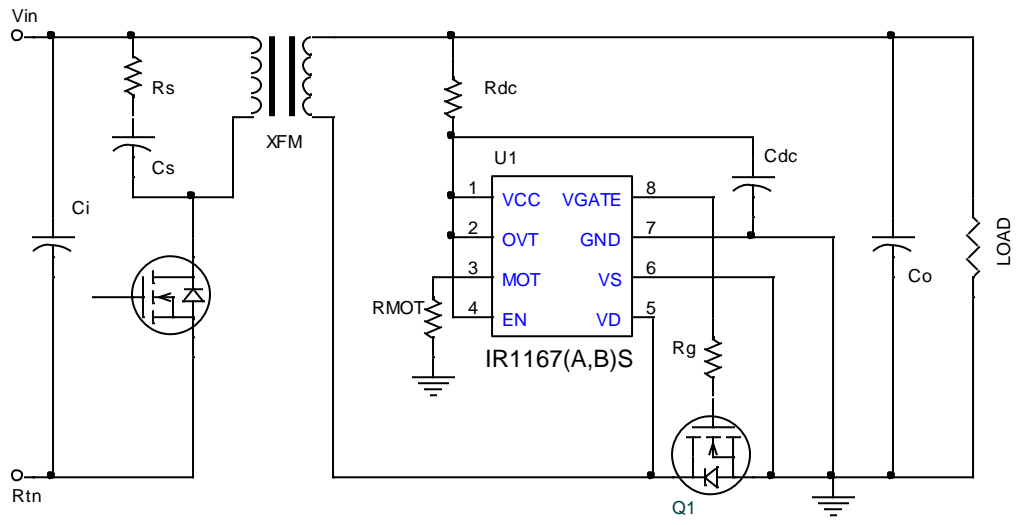 Vin
Rs
Cs
XFM
Rdc
Cdc
U1
Ci
1 VCC VGATE 8
2 OVT GND 7
3 MOT VS 6
4 EN VD 5
RMOT
IR1167(A,B)S
Rg
Co
LOAD
Rtn
Q1